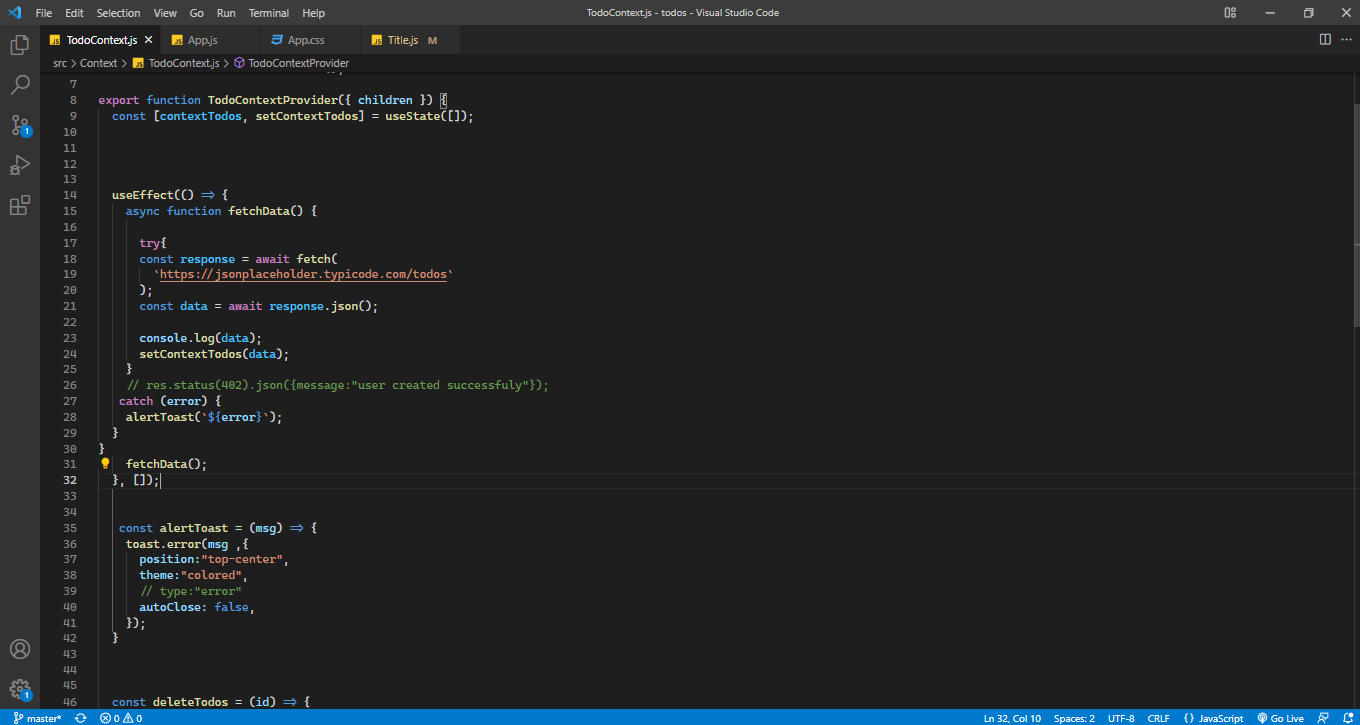 File Edit Selection View Go Run Terminal Help TodoContext.js - todos - Visual Studio Code
JS TodoContext.js JS App.js App.css JS Title.js M
src > Context > JS TodoContext.js > TodoContextProvider
7
8 export function TodoContextProvider({ children }) {
9 const [contextTodos, setContextTodos] = useState([]);
10
11
12
13
14 useEffect(() => {
15 async function fetchData() {
16
17 try{
18 const response = await fetch(
19 `https://jsonplaceholder.typicode.com/todos`
20 );
21 const data = await response.json();
22
23 console.log(data);
24 setContextTodos(data);
25 }
26 // res.status(402).json({message:"user created successfuly"});
27 catch (error) {
28 alertToast(`${error}`);
29 }
30 }
31 fetchData();
32 }, []);
33
34
35 const alertToast = (msg) => {
36 toast.error(msg ,{
37 position:"top-center",
38 theme:"colored",
39 // type:"error"
40 autoClose: false,
41 });
42 }
43
44
45
46 const deleteTodos = (id) => {
1
1
master* 0 0 Ln 32, Col 10 Spaces: 2 UTF-8 CRLF {} JavaScript Go Live